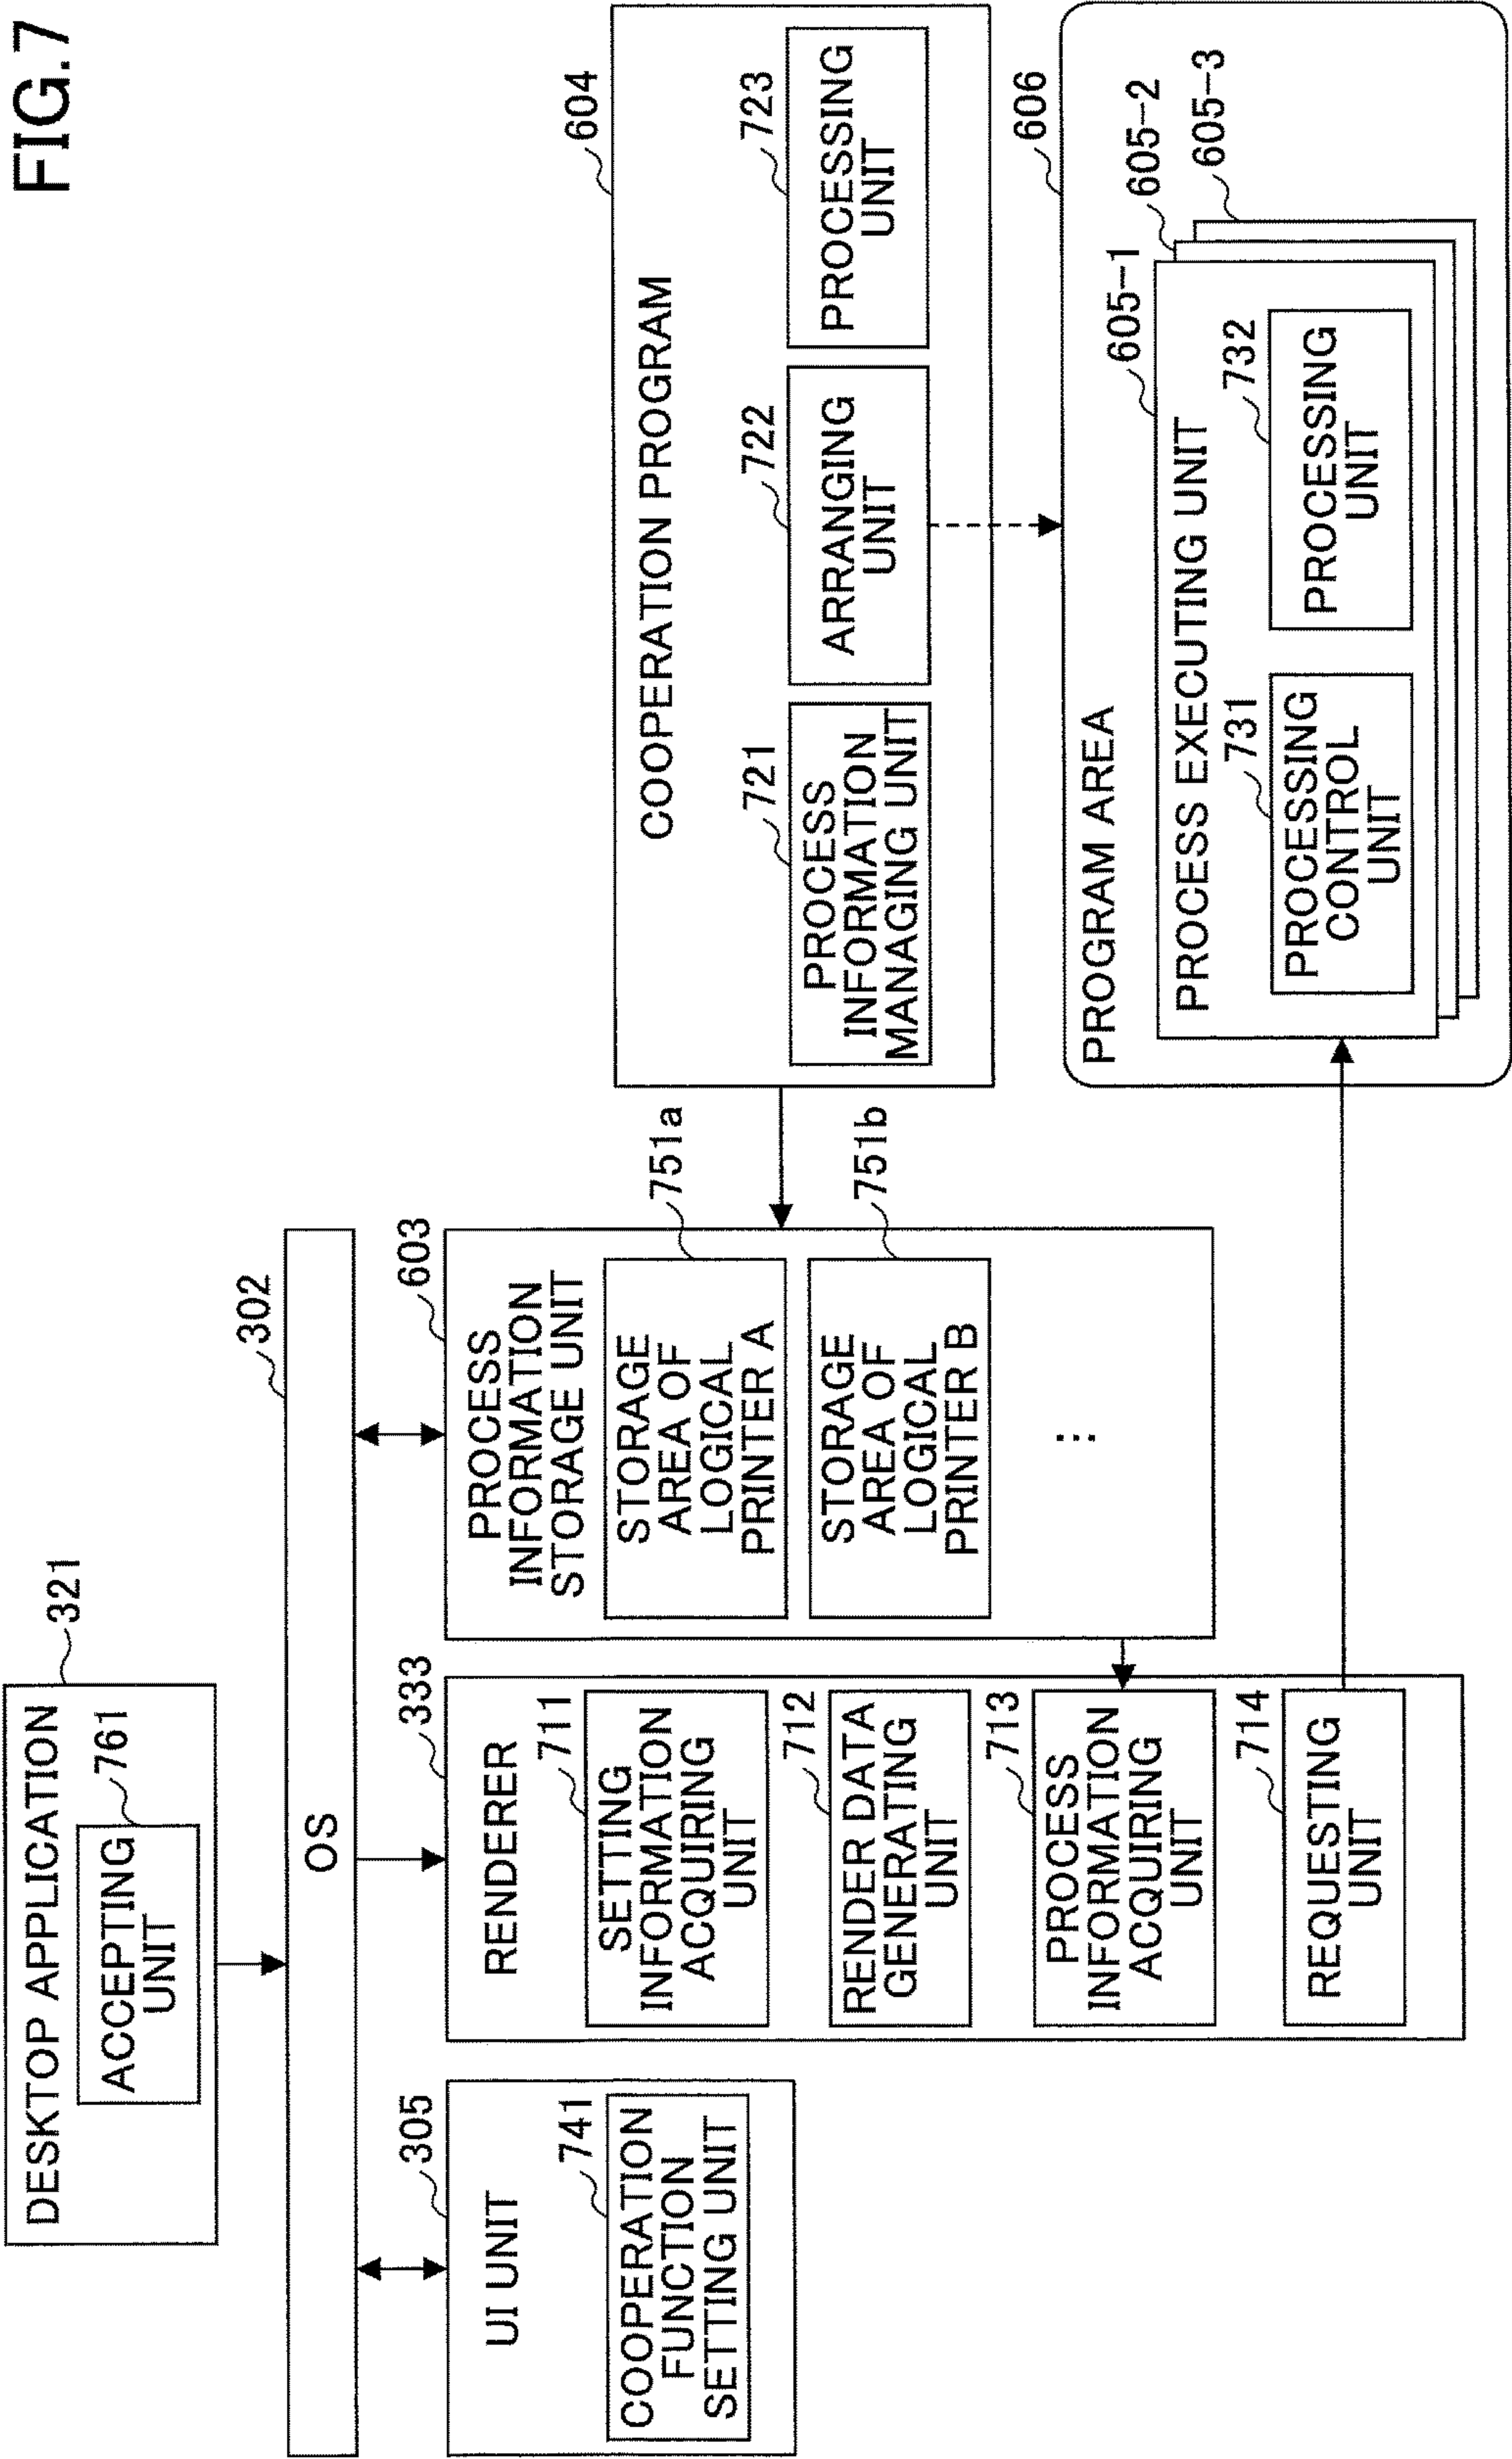 FIG.7
DESKTOP APPLICATION
321
ACCEPTING
UNIT
761
OS
302
UI UNIT
305
COOPERATION
FUNCTION
SETTING UNIT
741
RENDERER
333
SETTING
INFORMATION
ACQUIRING
UNIT
711
RENDER DATA
GENERATING
UNIT
712
PROCESS
INFORMATION
ACQUIRING
UNIT
713
REQUESTING
UNIT
714
PROCESS
INFORMATION
STORAGE UNIT
603
STORAGE
AREA OF
LOGICAL
PRINTER A
751a
STORAGE
AREA OF
LOGICAL
PRINTER B
751b
...
COOPERATION PROGRAM
604
PROCESS
INFORMATION
MANAGING UNIT
721
ARRANGING
UNIT
722
PROCESSING
UNIT
723
PROGRAM AREA
606
PROCESS EXECUTING UNIT
605-1
605-2
605-3
PROCESSING
CONTROL
UNIT
731
PROCESSING
UNIT
732